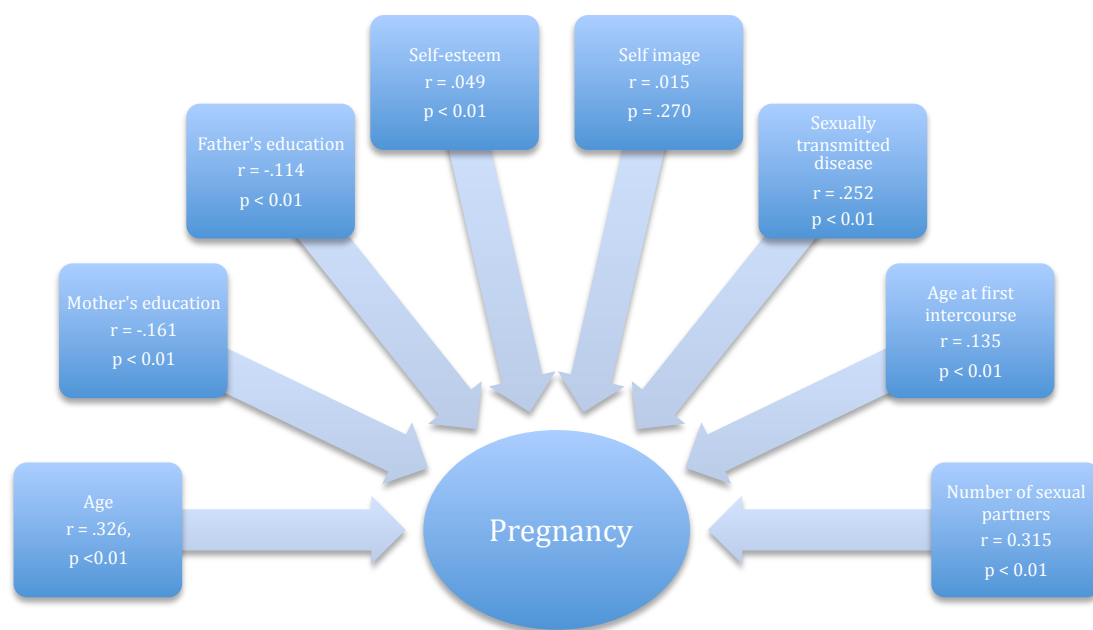 Self-esteem
r = .049
p < 0.01
Self image
r = .015
p = .270
Father's education
r = -.114
p < 0.01
Sexually
transmitted
disease
r = .252
p < 0.01
Mother's education
r = -.161
p < 0.01
Age at first
intercourse
r = .135
p < 0.01
Age
r = .326,
p <0.01
Pregnancy
Number of sexual
partners
r = 0.315
p < 0.01